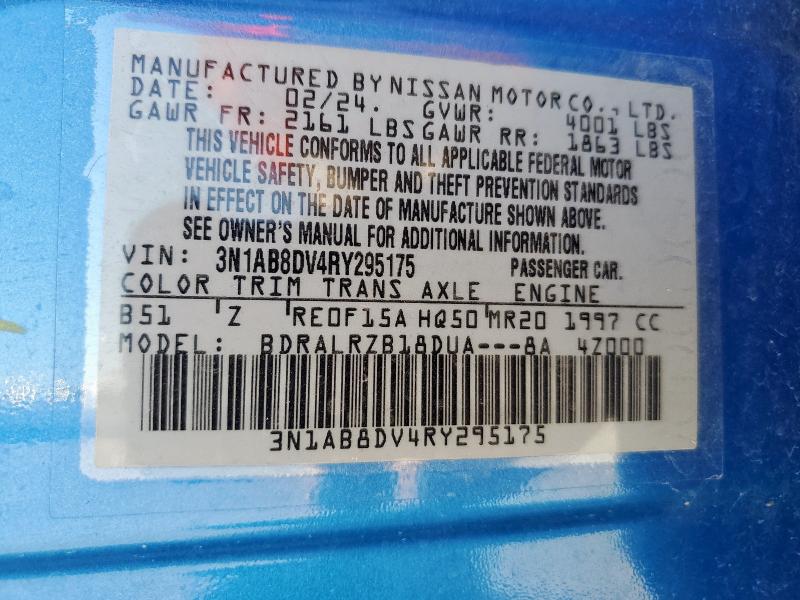 MANUFACTURED BY NISSAN MOTOR CO., LTD.
DATE: 02/24. GVWR: 4001 LBS
GAWR FR: 2161 LBS GAWR RR: 1863 LBS
THIS VEHICLE CONFORMS TO ALL APPLICABLE FEDERAL MOTOR
VEHICLE SAFETY, BUMPER AND THEFT PREVENTION STANDARDS
IN EFFECT ON THE DATE OF MANUFACTURE SHOWN ABOVE.
SEE OWNER'S MANUAL FOR ADDITIONAL INFORMATION.
VIN: 3N1AB8DV4RY295175 PASSENGER CAR.
COLOR TRIM TRANS AXLE ENGINE
B51 Z RE0F15A HQ50 MR20 1997 CC
MODEL: BDRALRZB18DUA---8A 4Z000
3N1AB8DV4RY295175